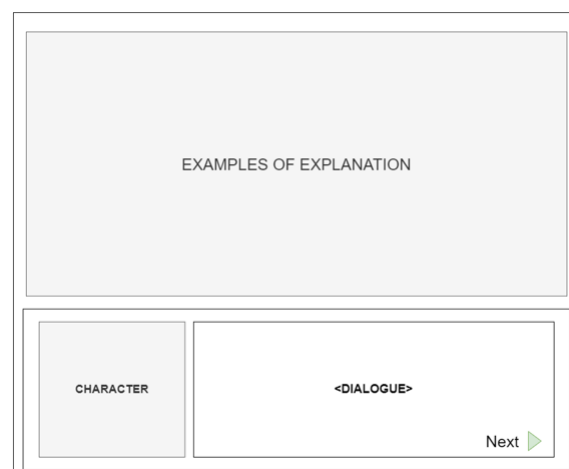 EXAMPLES OF EXPLANATION
CHARACTER
<DIALOGUE>
Next